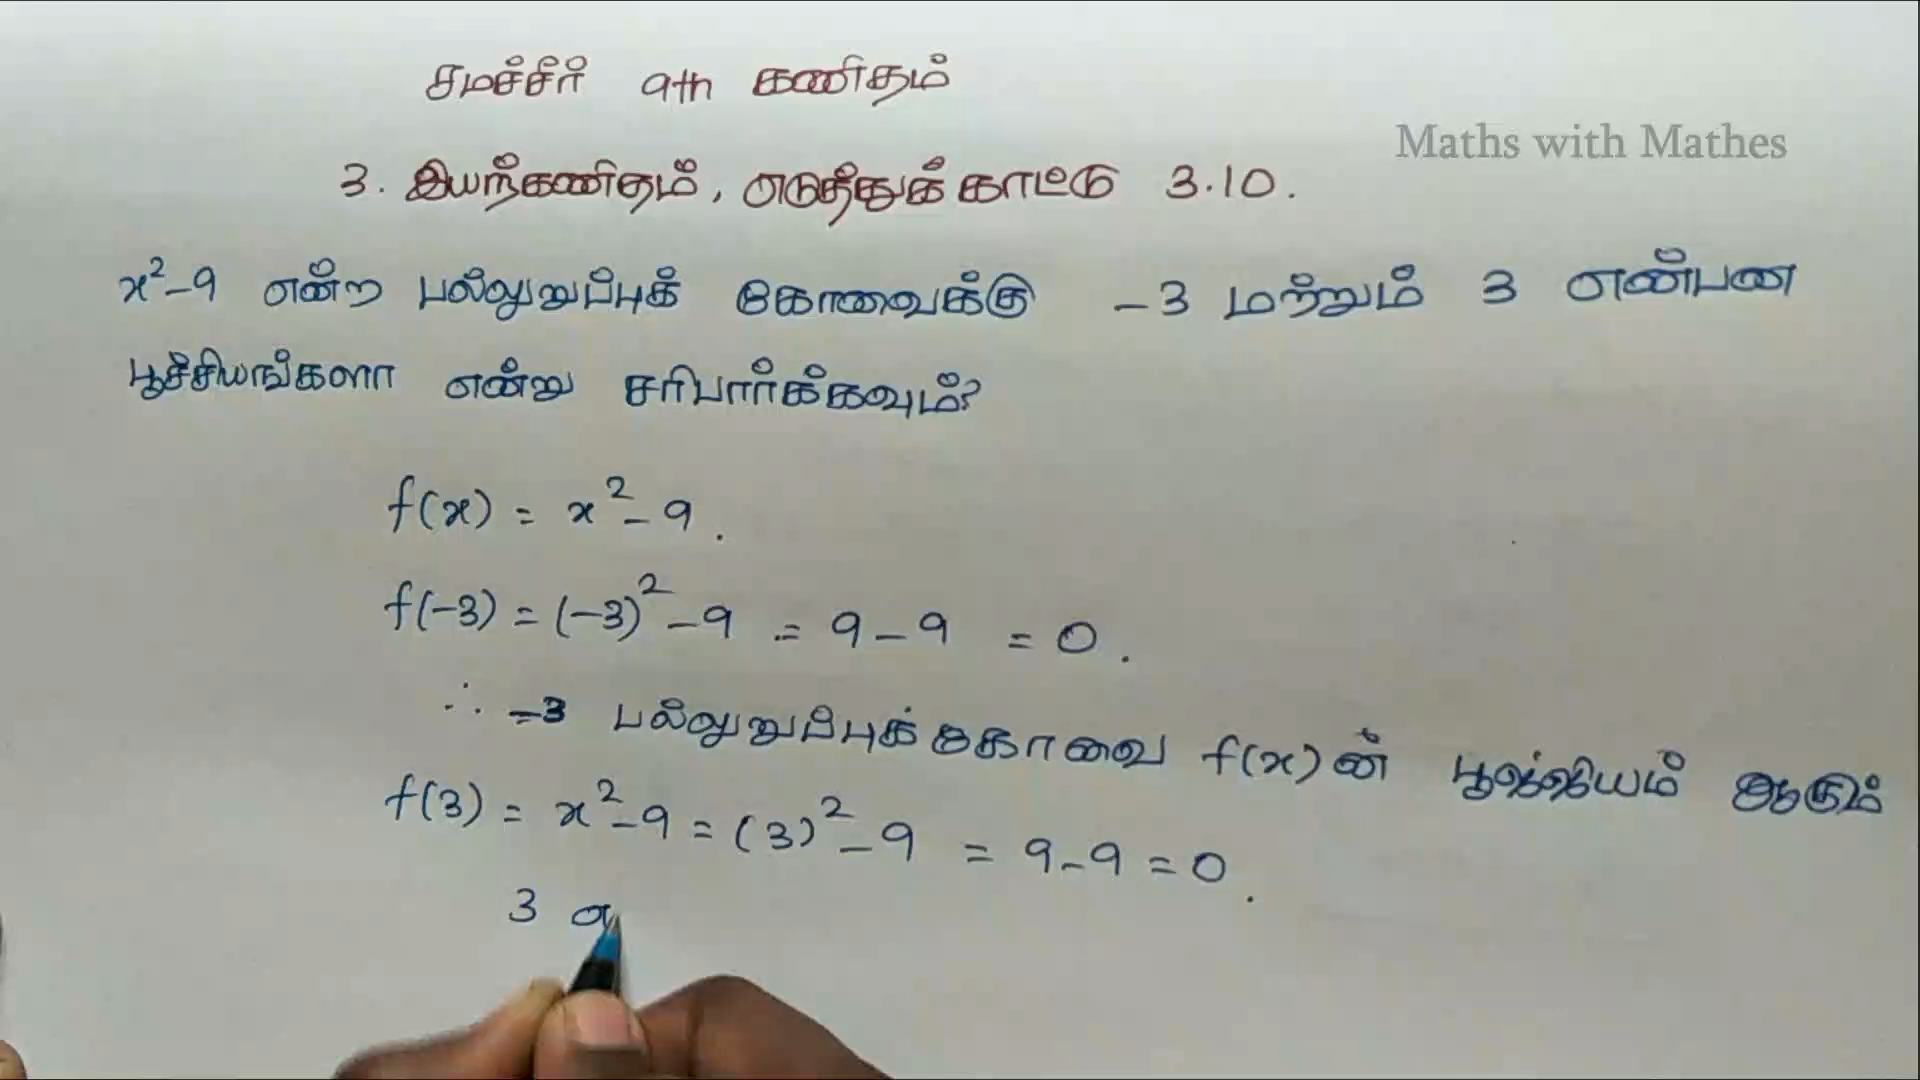 சமச்சீர் 9th கணிதம்
Maths with Mathes
3. இயற்கணிதம், எடுத்துக்காட்டு 3.10.
x²-9 என்ற பல்லுறுப்புக் கோவைக்கு -3 மற்றும் 3 என்பன
பூச்சியங்களா என்று சரிபார்க்கவும்?
f(x) = x²-9.
f(-3) = (-3)²-9 = 9-9 = 0.
∴ -3 பல்லுறுப்புக்கோவை f(x)ன் பூஜ்ஜியம் ஆகும்
f(3) = x²-9 = (3)²-9 = 9-9 = 0.
3